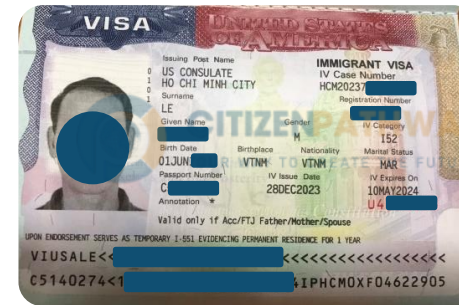 VISA UNITED STATES OF AMERICA
Issuing Post Name
US CONSULATE
HO CHI MINH CITY
IMMIGRANT VISA
IV Case Number
HCM20237
Surname
LE
Registration Number
Given Name
Gender
M
IV Category
I52
Birth Date
01JUN
Birthplace
VTNM
Nationality
VTNM
Marital Status
MAR
Passport Number
C
IV Issue Date
28DEC2023
IV Expires On
10MAY2024
Annotation *
U4
Valid only if Acc/FTJ Father/Mother/Spouse
UPON ENDORSEMENT SERVES AS TEMPORARY I-551 EVIDENCING PERMANENT RESIDENCE FOR 1 YEAR
VIUSALE<<
<<<<<<<<<<<<<<<<<<
C5140274<1
4IPHCMOXF04622905